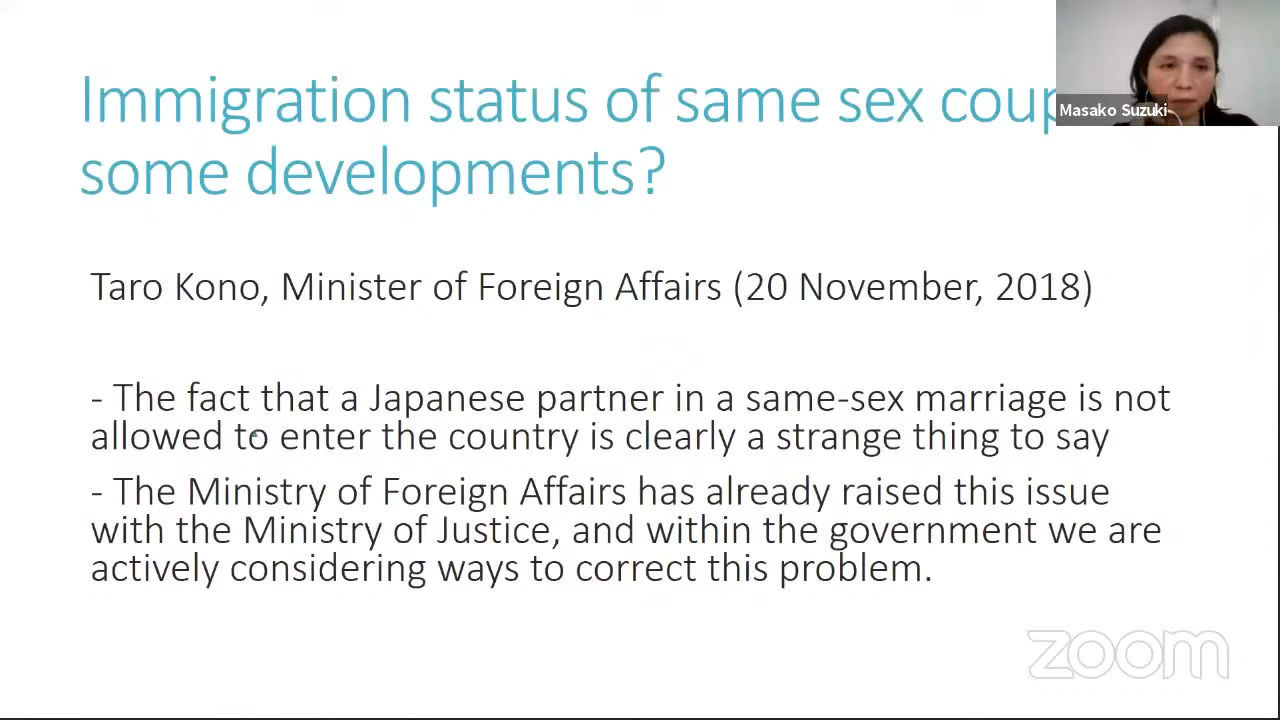 Immigration status of same sex coup
some developments?
Masako Suzuki
Taro Kono, Minister of Foreign Affairs (20 November, 2018)
- The fact that a Japanese partner in a same-sex marriage is not
allowed to enter the country is clearly a strange thing to say
- The Ministry of Foreign Affairs has already raised this issue
with the Ministry of Justice, and within the government we are
actively considering ways to correct this problem.
zoom